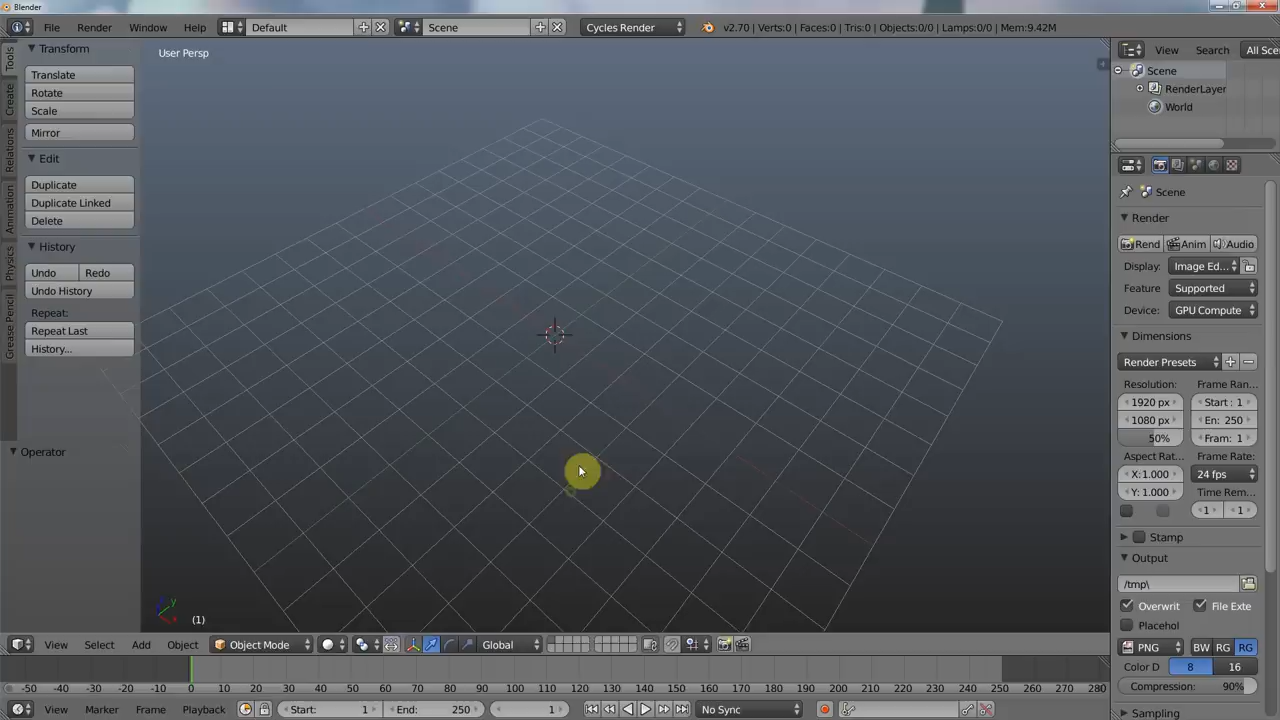 Blender
File Render Window Help Default Scene Cycles Render v2.70 | Verts:0 | Faces:0 | Tris:0 | Objects:0/0 | Lamps:0/0 | Mem:9.42M
Tools
Create
Relations
Animation
Physics
Grease Pencil
Transform
Translate
Rotate
Scale
Mirror
Edit
Duplicate
Duplicate Linked
Delete
History
Undo Redo
Undo History
Repeat:
Repeat Last
History...
Operator
User Persp
(1)
View Search All Sce
Scene
RenderLayer
World
Scene
Render
Rend Anim Audio
Display: Image Ed...
Feature Supported
Device: GPU Compute
Dimensions
Render Presets
Resolution: Frame Ran...
1920 px Start: 1
1080 px En: 250
50% Fram: 1
Aspect Rat... Frame Rate:
X:1.000 24 fps
Y: 1.000 Time Rem...
1 1
Stamp
Output
/tmp\
Overwrit File Exte
Placehol
PNG BW RG RG
Color D 8 16
Compression: 90%
Sampling
View Select Add Object Object Mode Global
-50 -40 -30 -20 -10 0 10 20 30 40 50 60 70 80 90 100 110 120 130 140 150 160 170 180 190 200 210 220 230 240 250 260 270 280
View Marker Frame Playback Start: 1 End: 250 1 No Sync